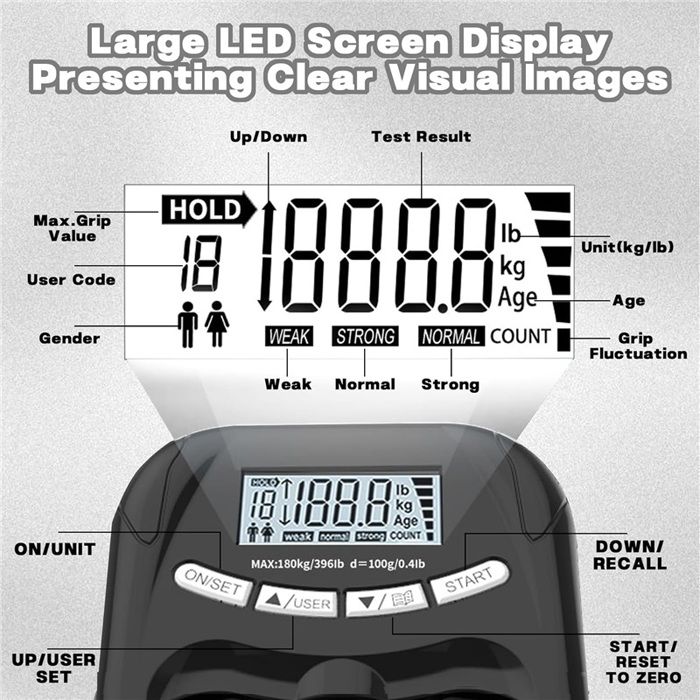 Large LED Screen Display
Presenting Clear Visual Images
Up/Down
Test Result
Max.Grip
Value
User Code
Gender
HOLD
18
1888.8
lb
kg
Age
WEAK STRONG NORMAL COUNT
Unit(kg/lb)
Age
Grip
Fluctuation
Weak Normal Strong
HOLD
18
188.8
lb
kg
Age
weak normal strong COUNT
MAX:180kg/396lb d=100g/0.4lb
ON/UNIT
DOWN/
RECALL
ON/SET
▲/USER
▼/
START
UP/USER
SET
START/
RESET
TO ZERO